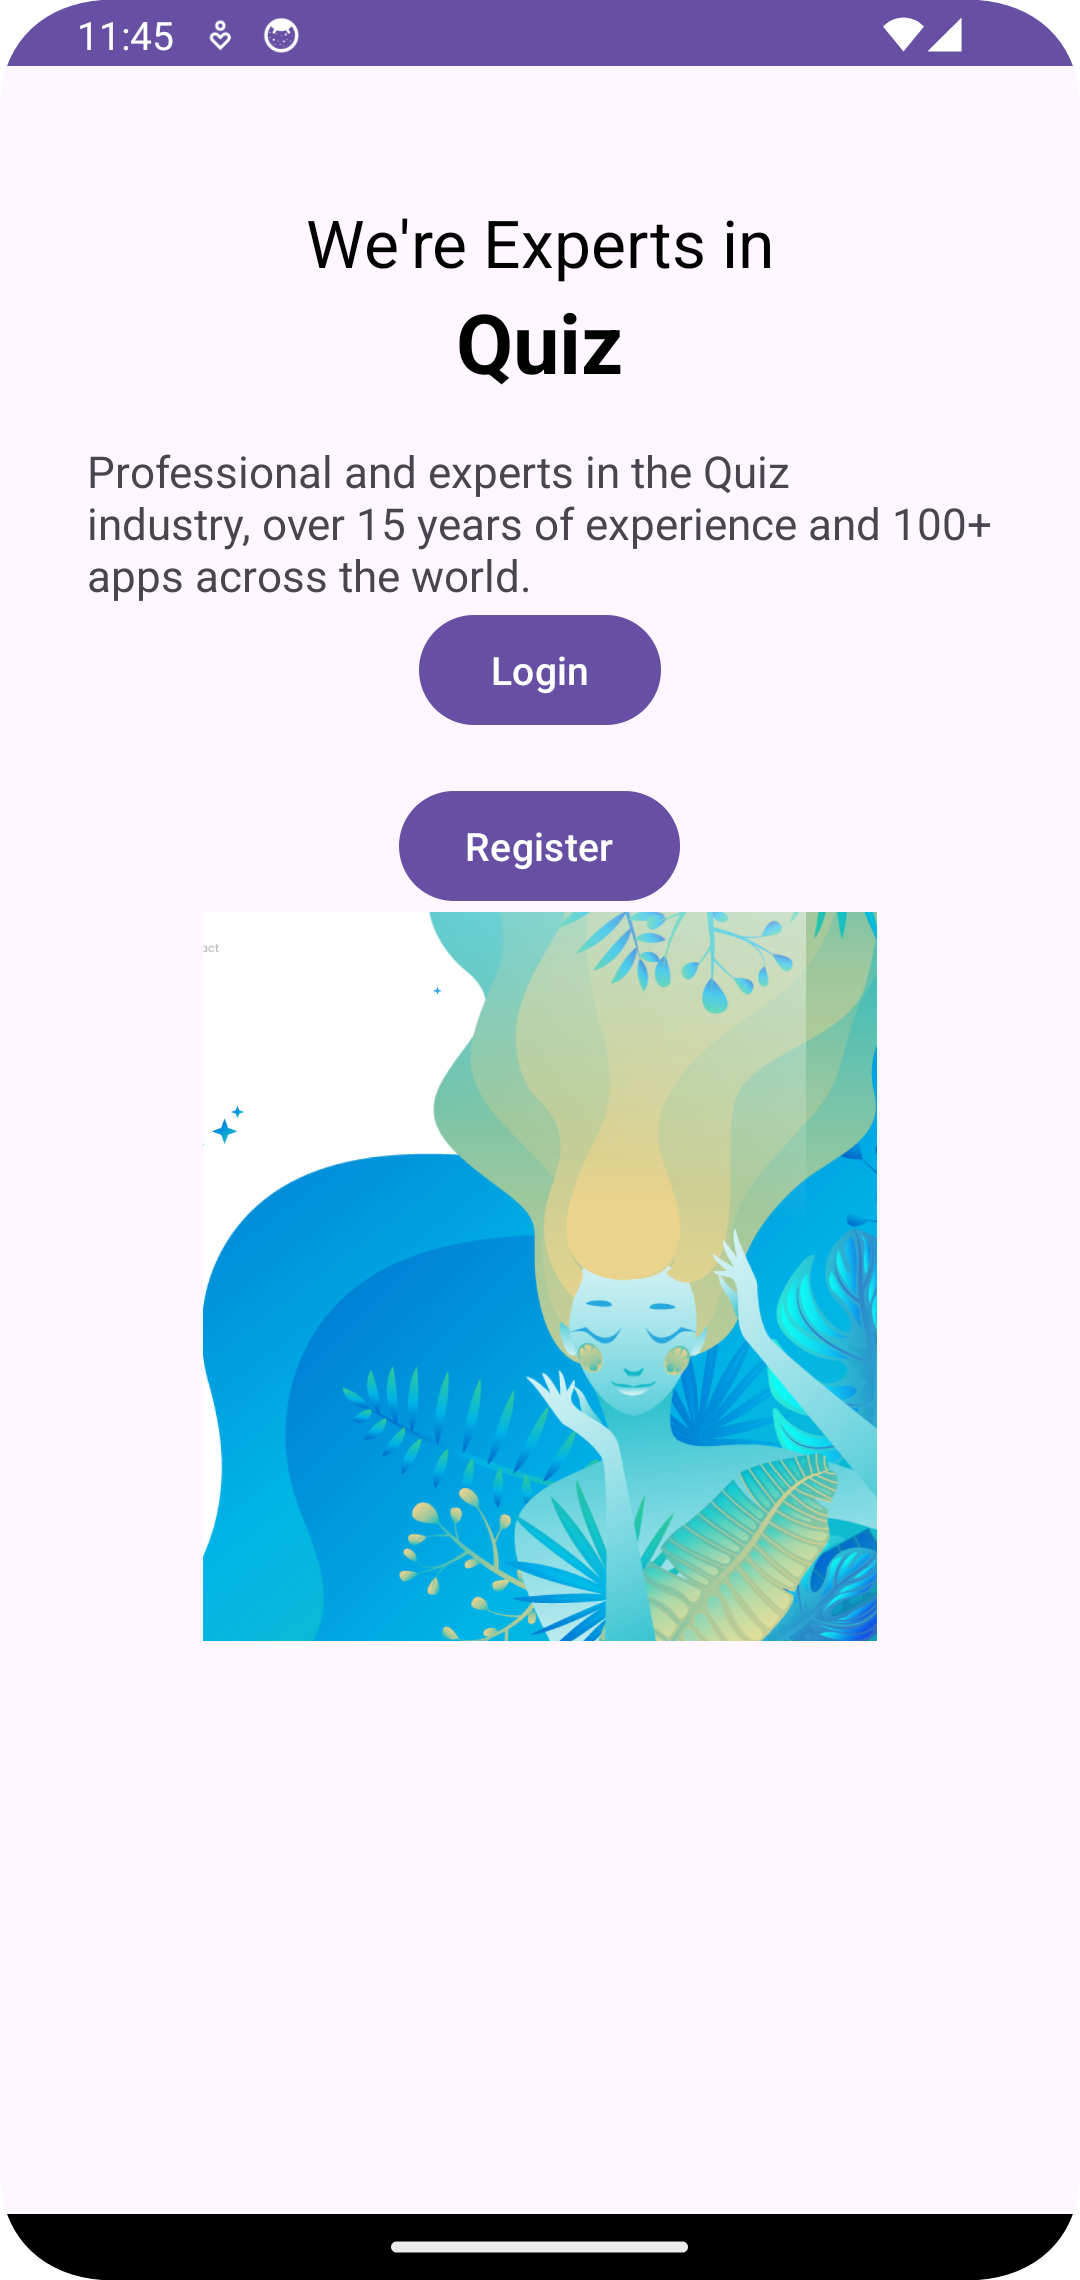 11:45
We're Experts in
Quiz
Professional and experts in the Quiz
industry, over 15 years of experience and 100+
apps across the world.
Login
Register
act